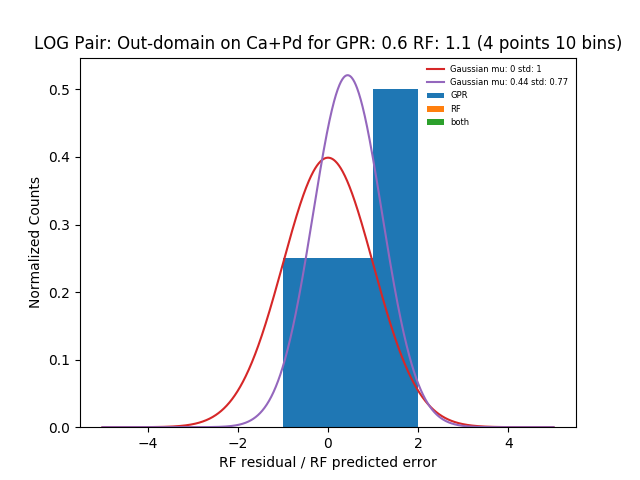 LOG Pair: Out-domain on Ca+Pd for GPR: 0.6 RF: 1.1 (4 points 10 bins)
Gaussian mu: 0 std: 1
Gaussian mu: 0.44 std: 0.77
GPR
RF
both
Normalized Counts
0.5
0.4
0.3
0.2
0.1
0.0
−4
−2
0
2
4
RF residual / RF predicted error